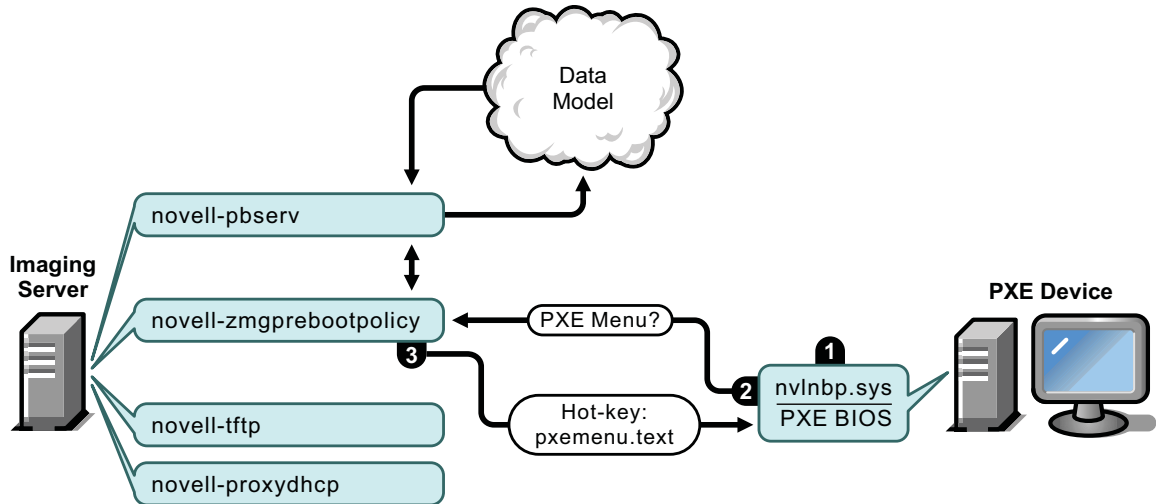 Data
Model
novell-pbserv
Imaging
Server
PXE Device
novell-zmgprebootpolicy
PXE Menu?
3
1
2
nvlnbp.sys
PXE BIOS
Hot-key:
pxemenu.text
novell-tftp
novell-proxydhcp